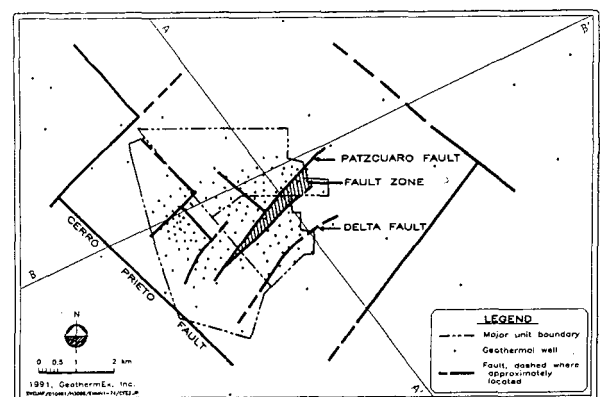 A
B'
PATZCUARO FAULT
FAULT ZONE
DELTA FAULT
CERRO PRIETO FAULT
B
N
0 0.5 1 2 km
1991, GeothermEx, Inc.
A'
LEGEND
Major unit boundary
Geothermal well
Fault, dashed where
approximately
located